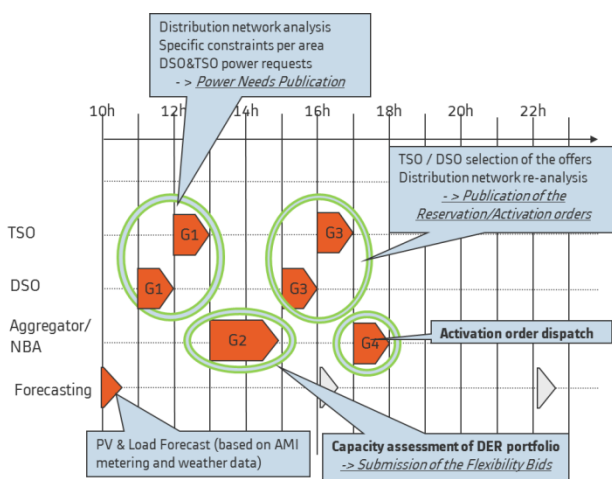 Distribution network analysis
Specific constraints per area
DSO&TSO power requests
- > Power Needs Publication
10h 12h 14h 16h 18h 20h 22h
TSO / DSO selection of the offers
Distribution network re-analysis
- > Publication of the
Reservation/Activation orders
TSO
G1
G3
DSO
G1
G3
Aggregator/
NBA
G2
G4
Activation order dispatch
Forecasting
PV & Load Forecast (based on AMI
metering and weather data)
Capacity assessment of DER portfolio
-> Submission of the Flexibility Bids